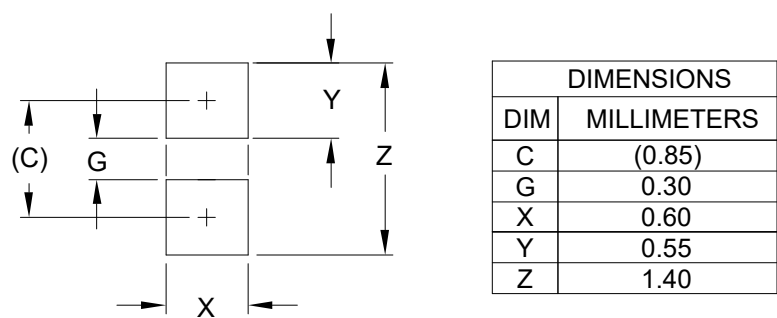 Y
(C)
G
Z
X
DIMENSIONS
DIM MILLIMETERS
C (0.85)
G 0.30
X 0.60
Y 0.55
Z 1.40